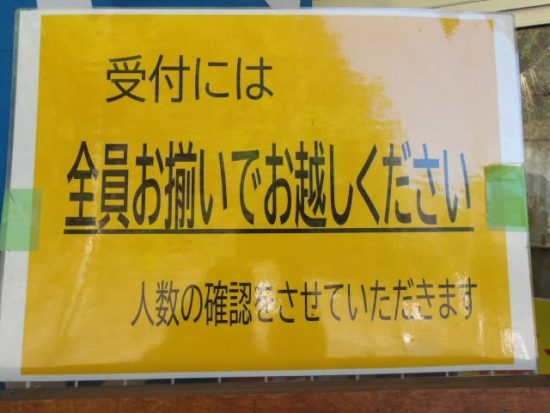 受付には
全員お揃いでお越しください
人数の確認をさせていただきます